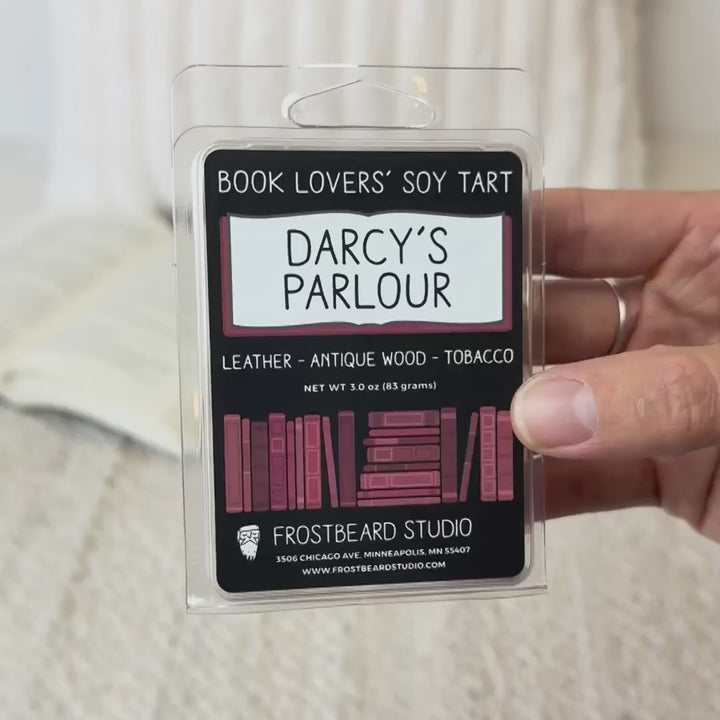 BOOK LOVERS' SOY TART
DARCY'S
PARLOUR
LEATHER - ANTIQUE WOOD - TOBACCO
NET WT 3.0 oz (83 grams)
FROSTBEARD STUDIO
3506 CHICAGO AVE, MINNEAPOLIS, MN 55407
WWW.FROSTBEARDSTUDIO.COM